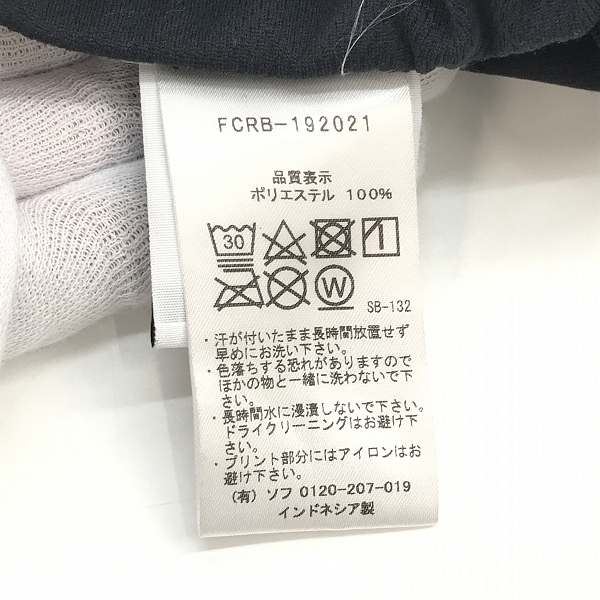 FCRB-192021
品質表示
ポリエステル 100%
30
W
SB-132
・汗が付いたまま長時間放置せず
早めにお洗い下さい。
・色落ちする恐れがありますので
ほかの物と一緒に洗わないで下
さい。
・長時間水に浸漬しないで下さい。
ドライクリーニングはお避け下
さい。
・プリント部分にはアイロンはお
避け下さい。
(有) ソフ 0120-207-019
インドネシア製